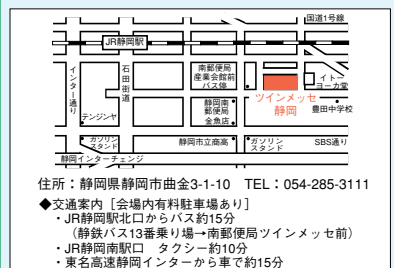 国道1号線
JR静岡駅
インター通り
石田街道
南郵便局
産業会館前
バス停
イトー
ヨーカ堂
ツインメッセ
静岡
静岡南
郵便局
金魚店
豊田中学校
テンジンヤ
ガソリン
スタンド
静岡市立商高
ガソリン
スタンド
SBS通り
静岡インターチェンジ
住所：静岡県静岡市曲金3-1-10　TEL：054-285-3111
◆交通案内［会場内有料駐車場あり］
・JR静岡駅北口からバス約15分
（静鉄バス13番乗り場→南郵便局ツインメッセ前）
・JR静岡南駅口　タクシー約10分
・東名高速静岡インターから車で約15分